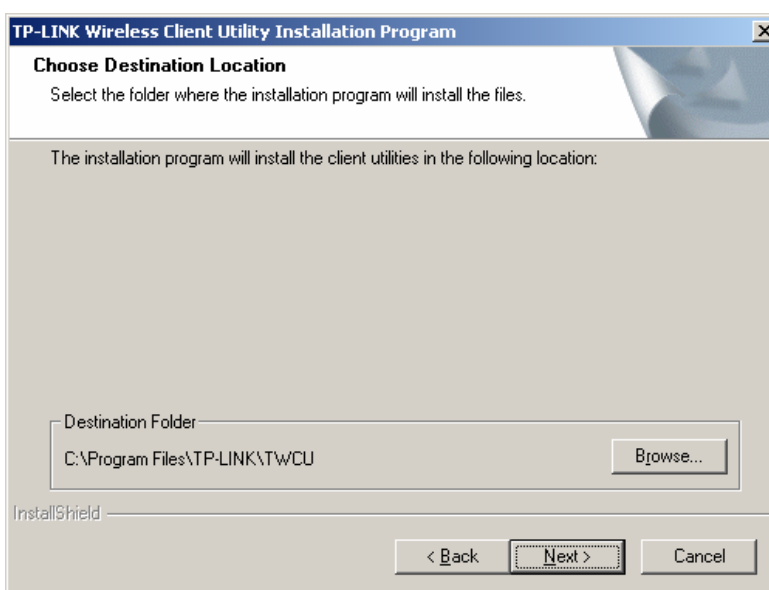 TP-LINK Wireless Client Utility Installation Program
Choose Destination Location
Select the folder where the installation program will install the files.
The installation program will install the client utilities in the following location:
Destination Folder
C:\Program Files\TP-LINK\TWCU
Browse...
InstallShield
< Back
Next >
Cancel